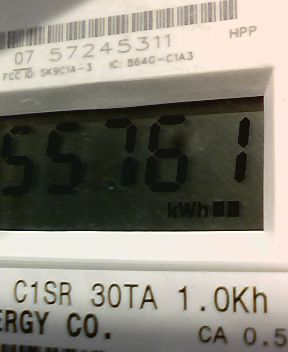 07 57245311
HPP
FCC ID: SK9C1A-3 IC: 864G-C1A3
55761
kWh
C1SR 30TA 1.0Kh
ERGY CO.
CA 0.5